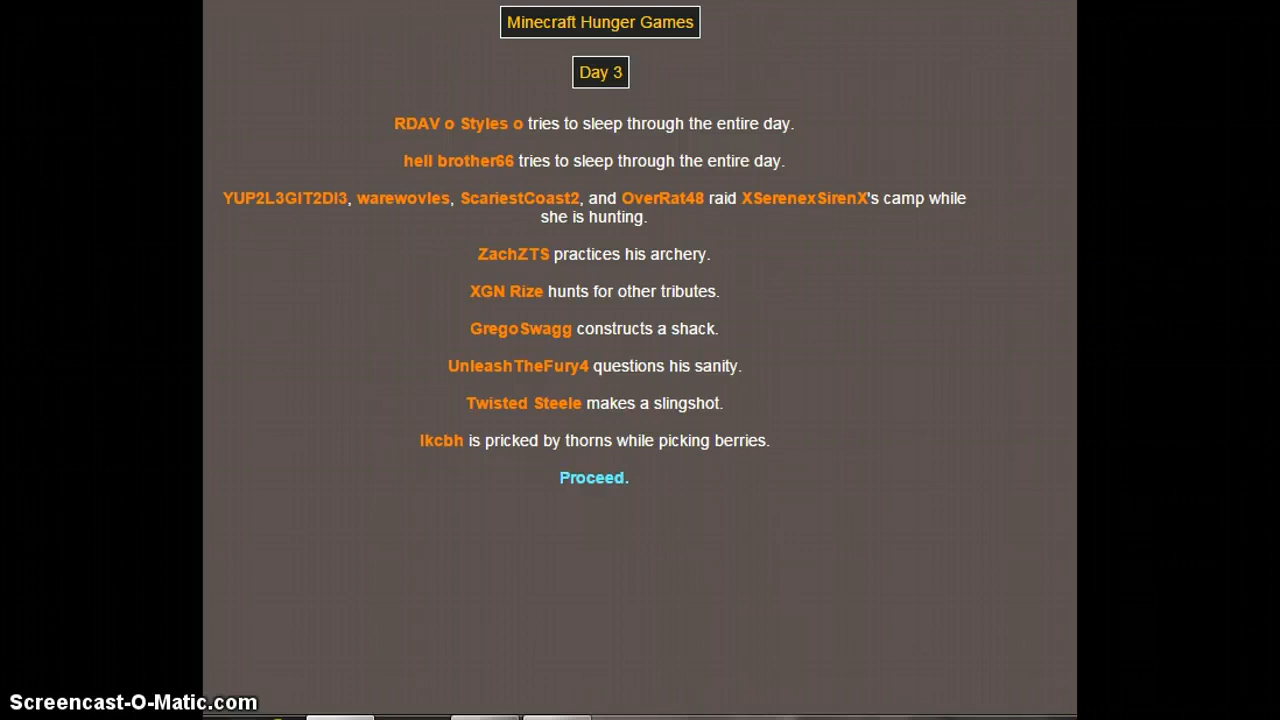 Minecraft Hunger Games
Day 3
RDAV o Styles o tries to sleep through the entire day.
hell brother66 tries to sleep through the entire day.
YUP2L3GIT2DI3, warewovles, ScariestCoast2, and OverRat48 raid XSerenexSirenX's camp while
she is hunting.
ZachZTS practices his archery.
XGN Rize hunts for other tributes.
GregoSwagg constructs a shack.
UnleashTheFury4 questions his sanity.
Twisted Steele makes a slingshot.
Ikcbh is pricked by thorns while picking berries.
Proceed.
Screencast-O-Matic.com